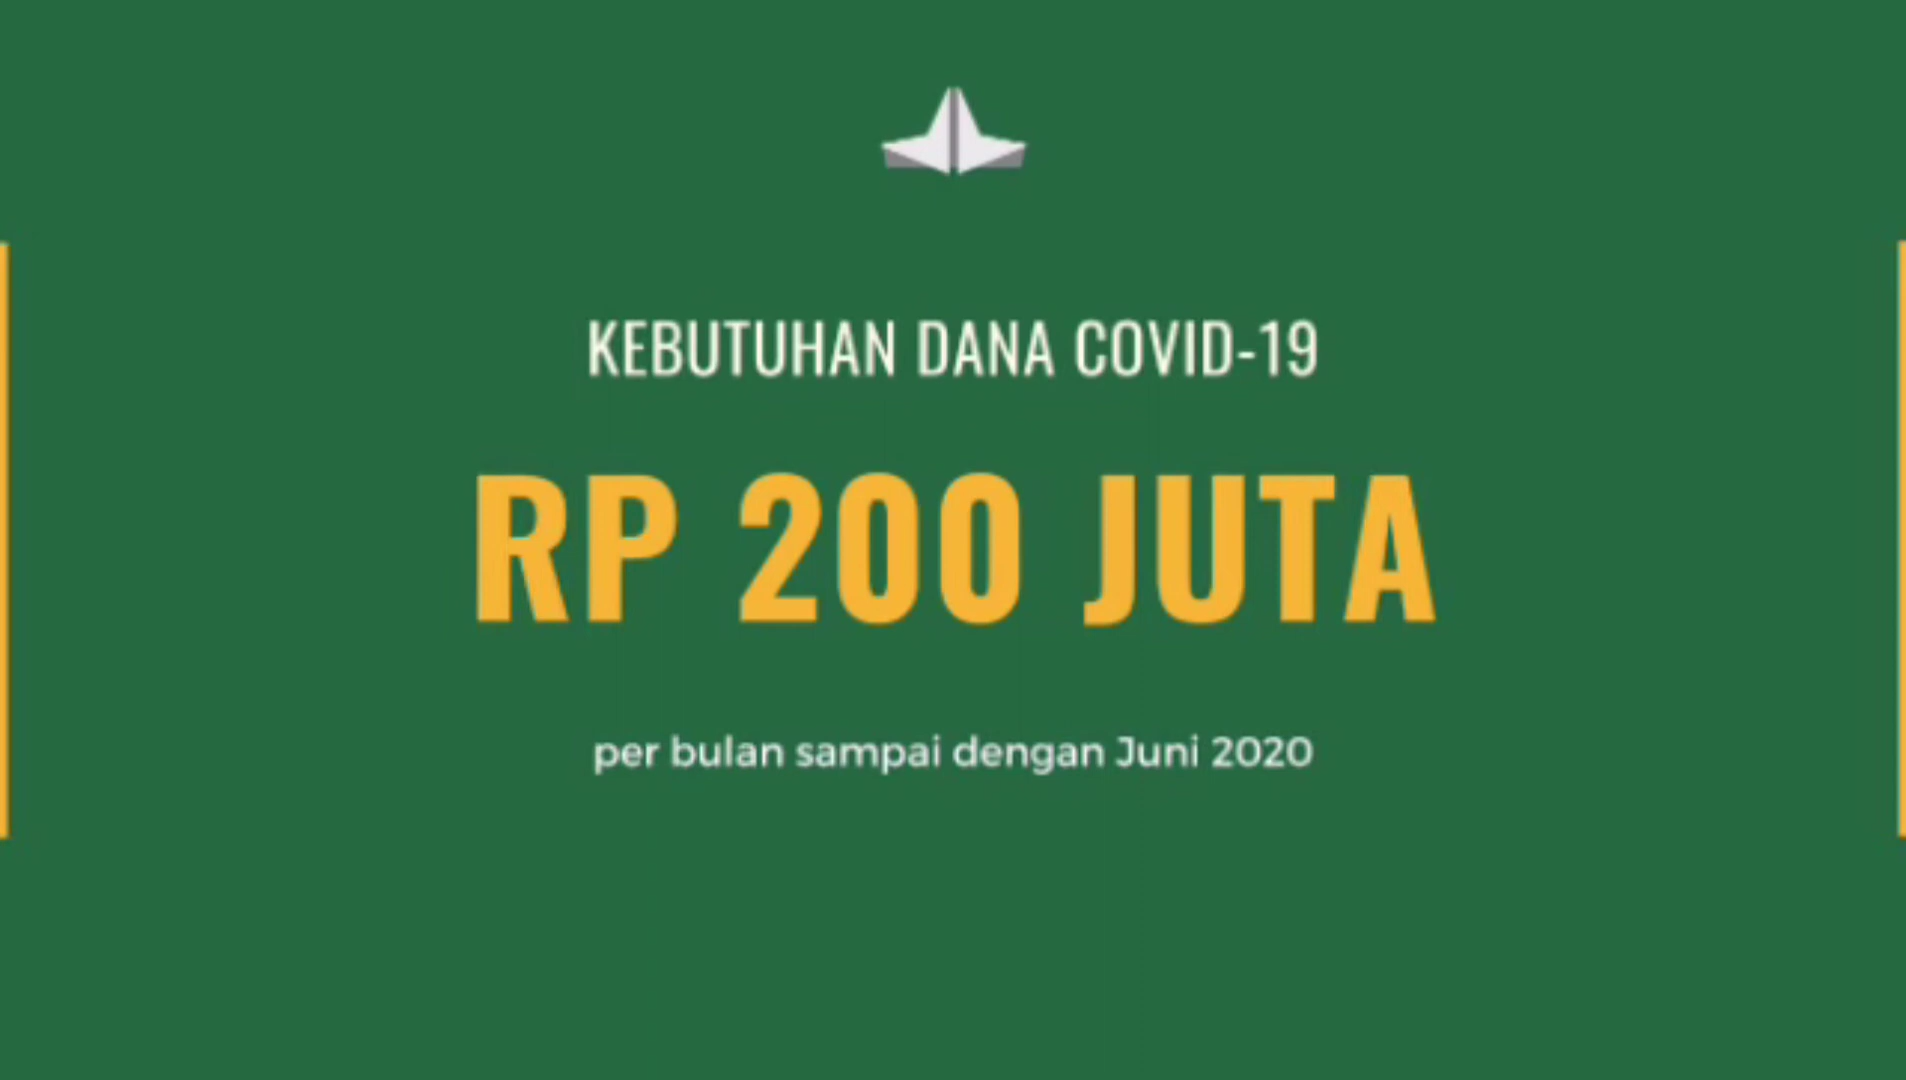 KEBUTUHAN DANA COVID-19
RP 200 JUTA
per bulan sampai dengan Juni 2020